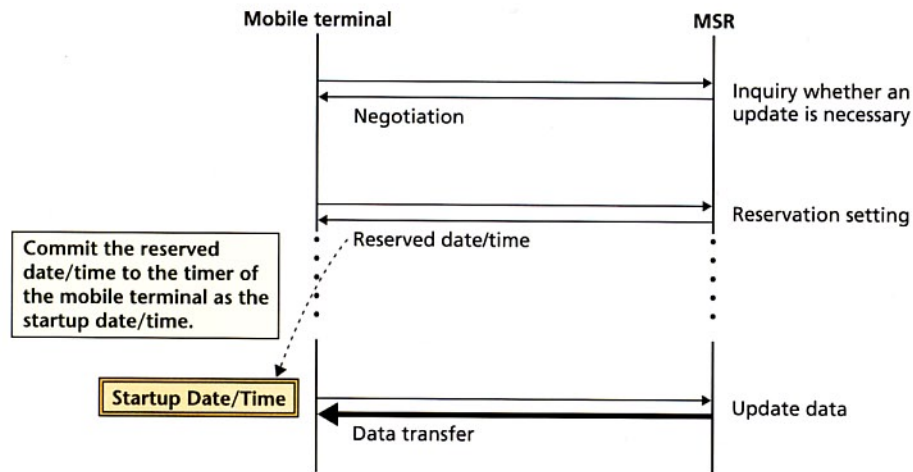 Mobile terminal
MSR
Inquiry whether an
update is necessary
Negotiation
Reservation setting
Reserved date/time
Commit the reserved
date/time to the timer of
the mobile terminal as the
startup date/time.
Startup Date/Time
Update data
Data transfer